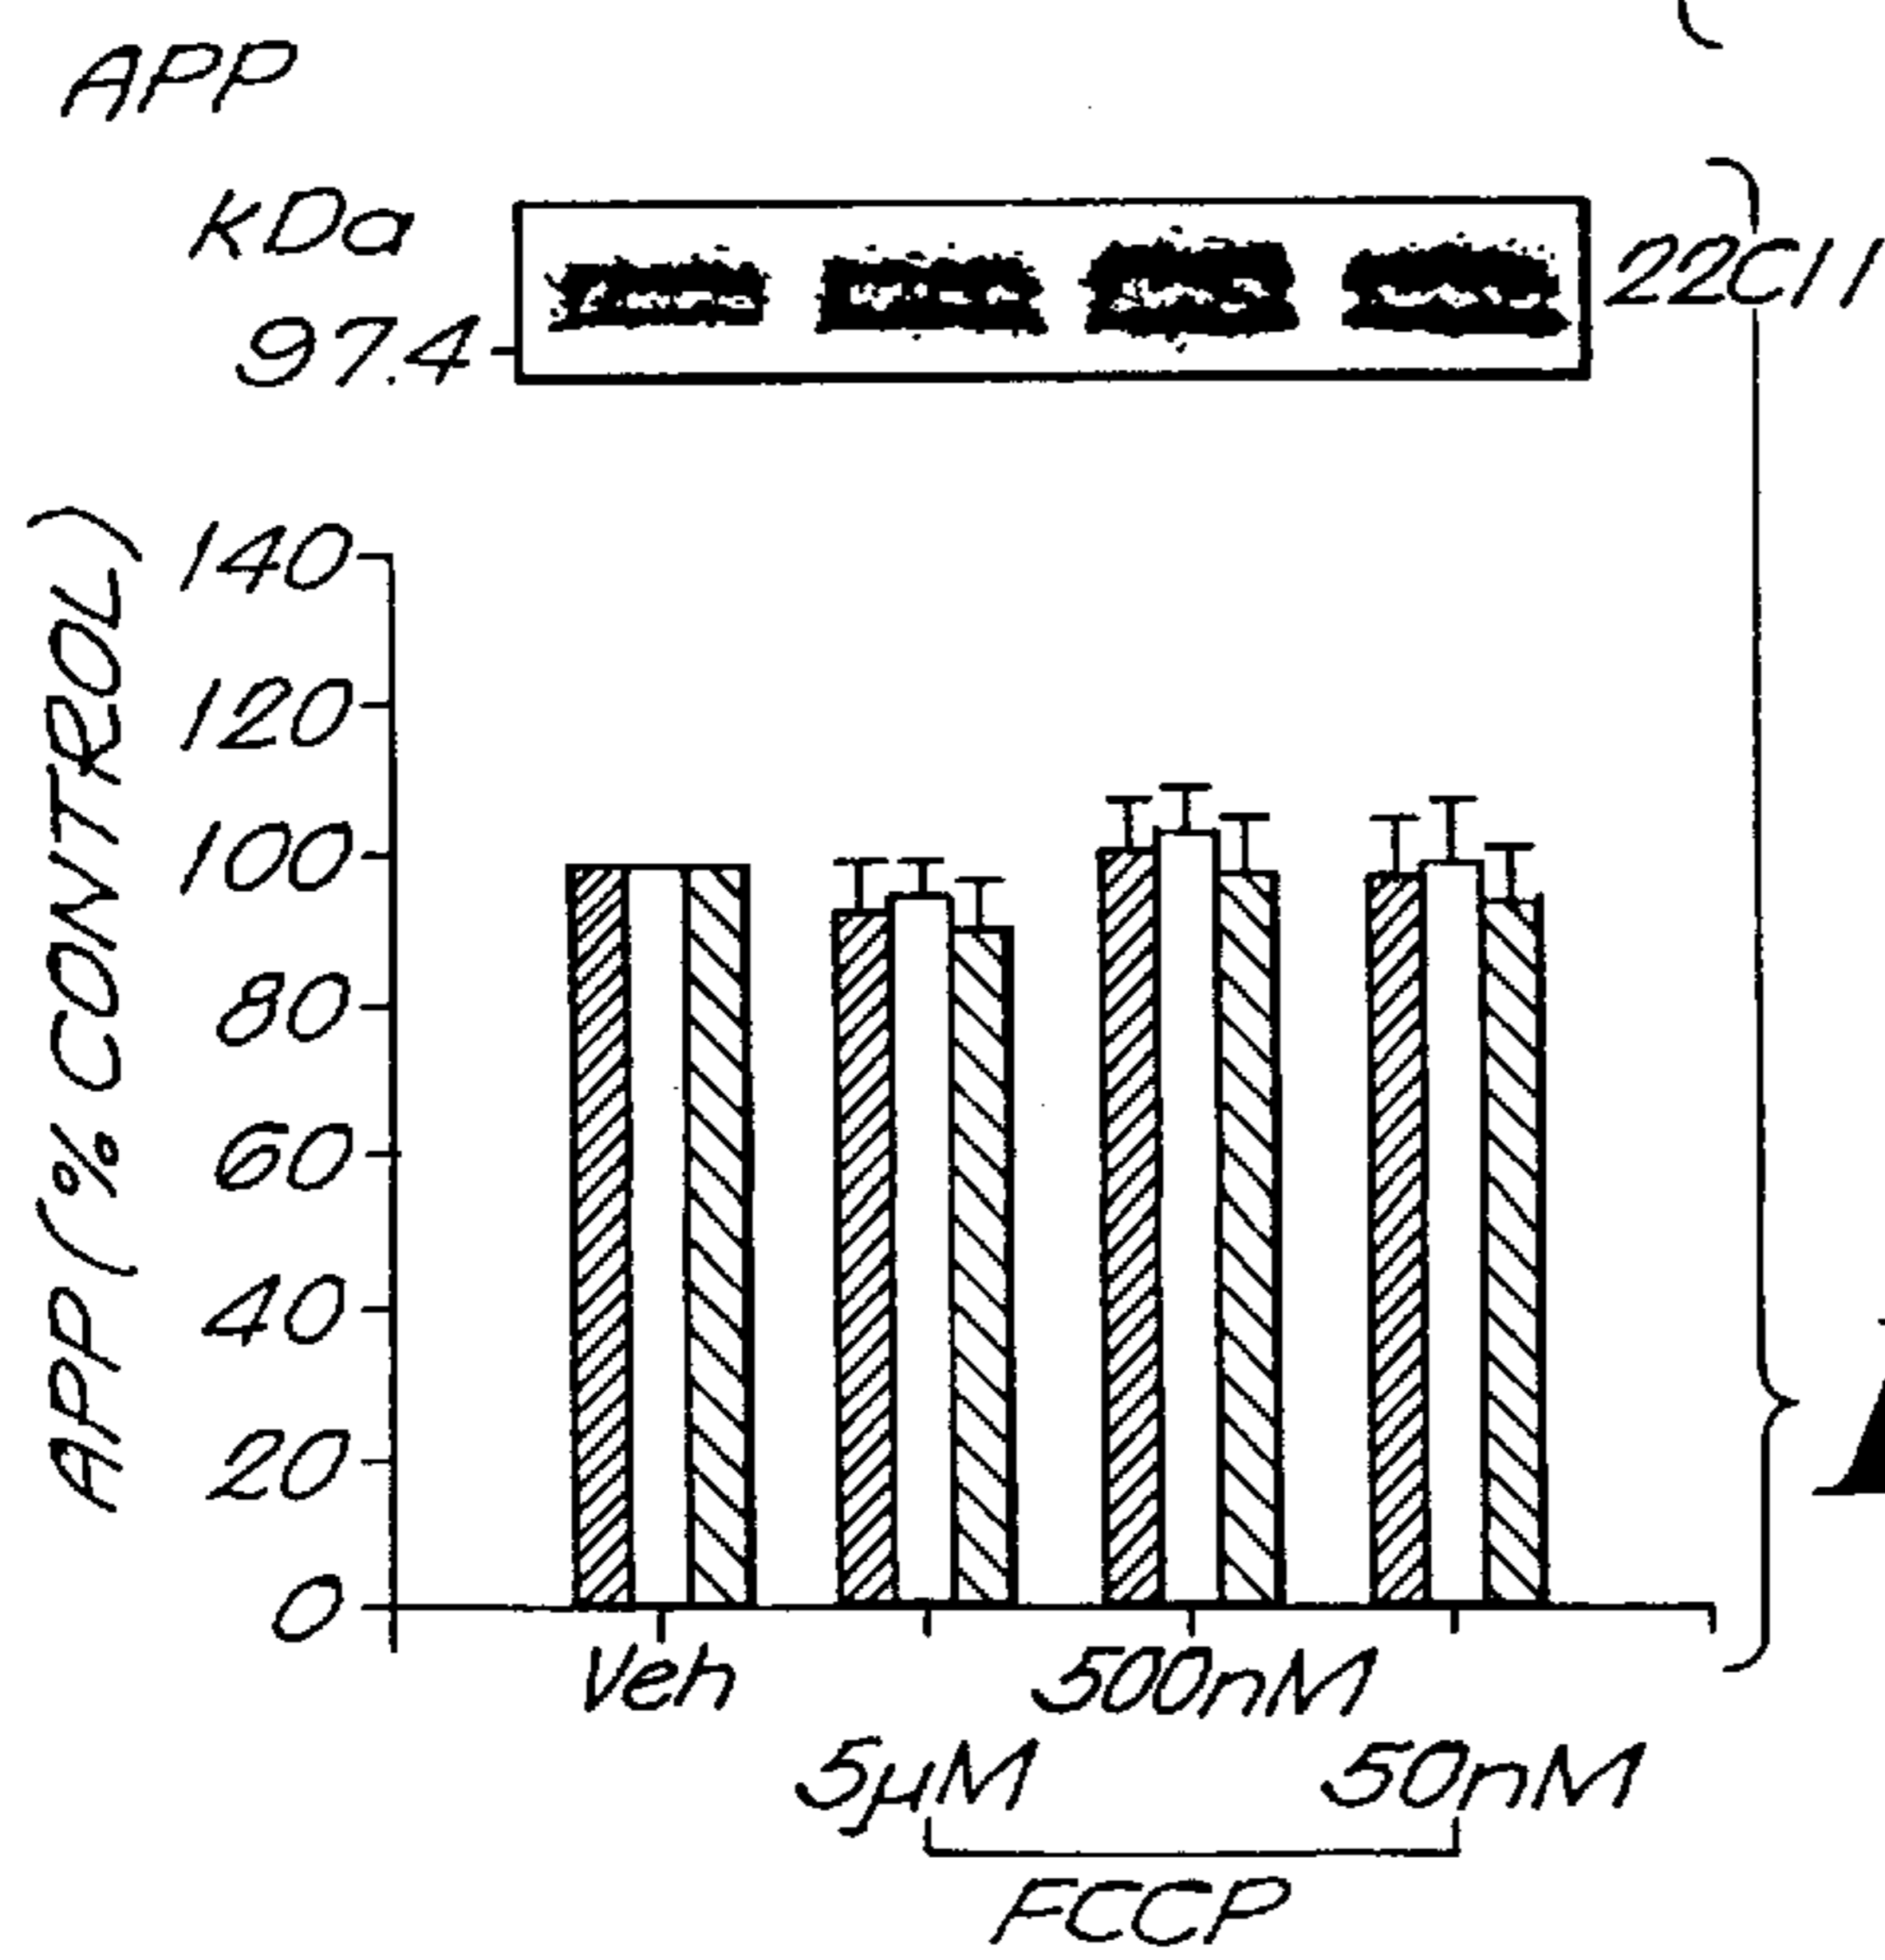 APP
kDa
97.4
22C11
APP (% CONTROL)
140
120
100
80
60
40
20
0
Veh
500nM
5µM
50nM
FCCP